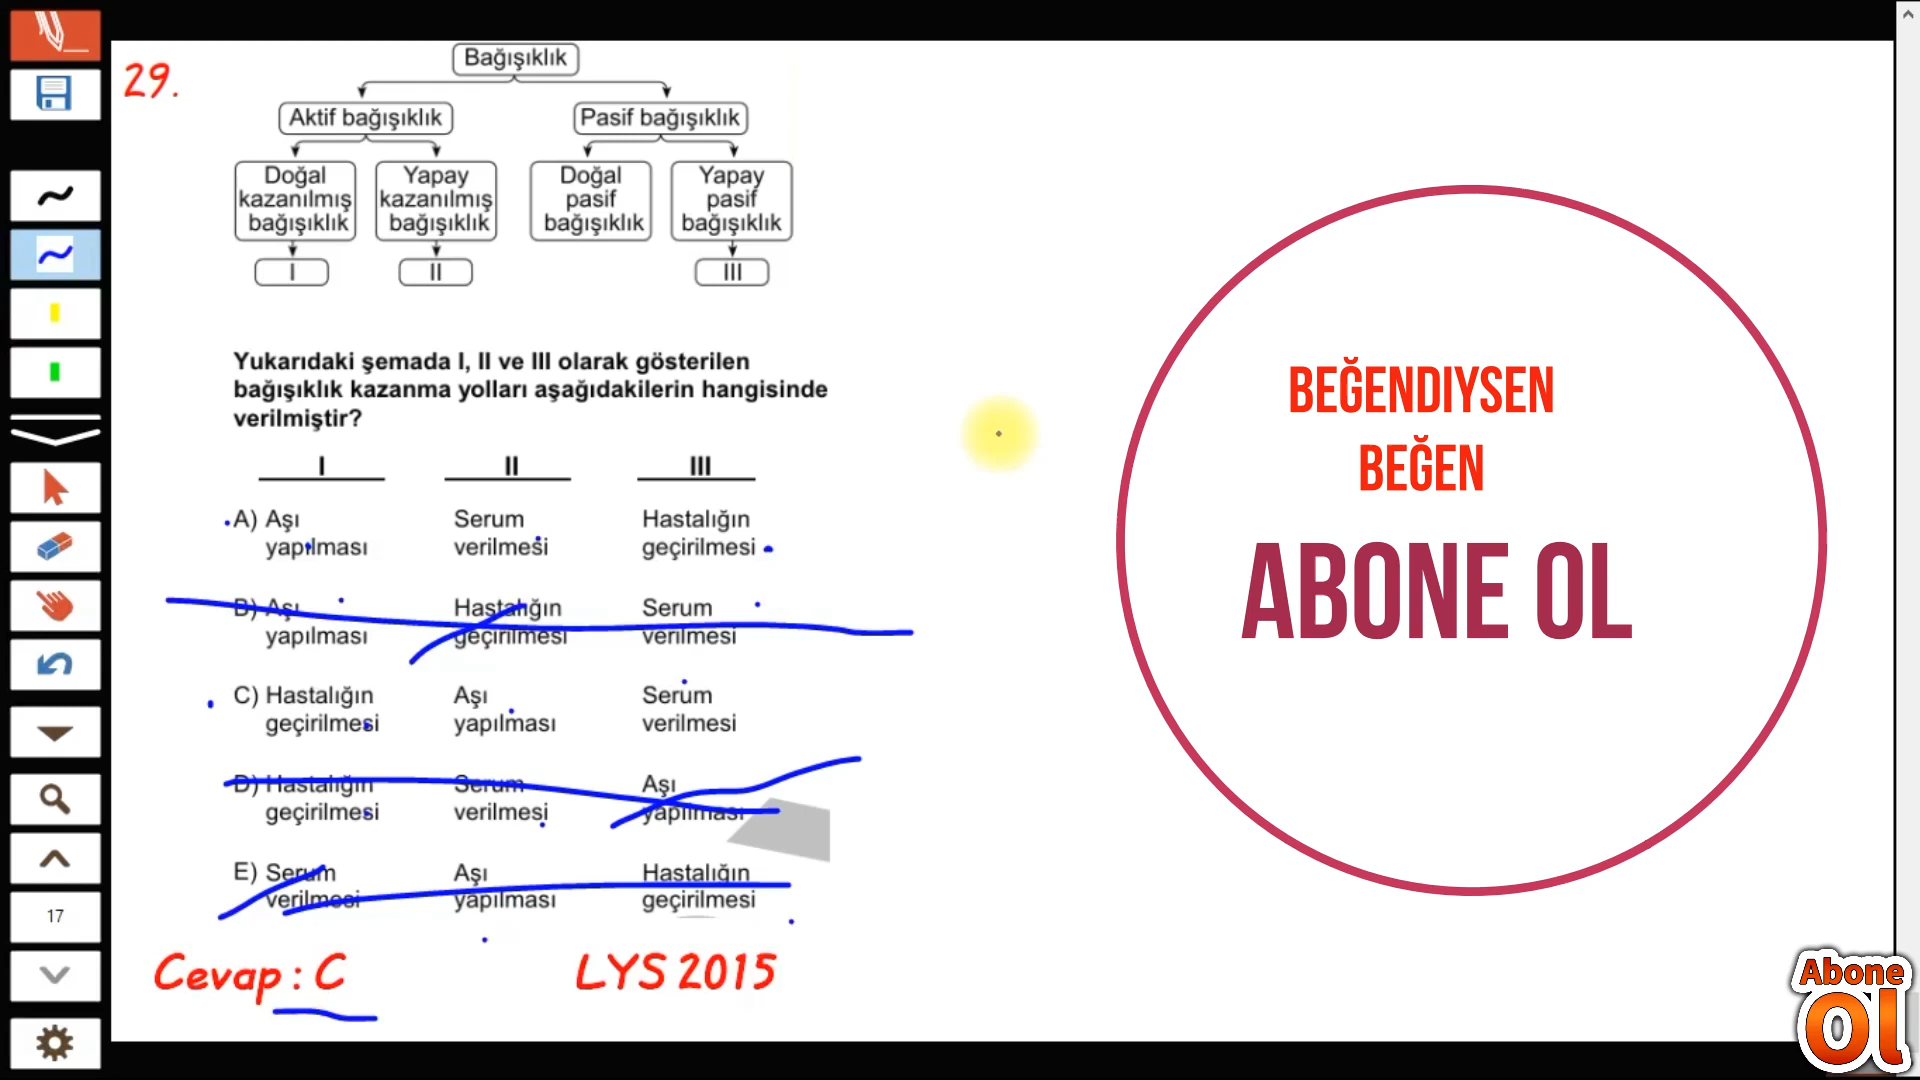 29.
Bağışıklık
Aktif bağışıklık
Pasif bağışıklık
Doğal kazanılmış bağışıklık
Yapay kazanılmış bağışıklık
Doğal pasif bağışıklık
Yapay pasif bağışıklık
I
II
III
Yukarıdaki şemada I, II ve III olarak gösterilen
bağışıklık kazanma yolları aşağıdakilerin hangisinde
verilmiştir?
I II III
A) Aşı Serum Hastalığın
yapılması verilmesi geçirilmesi
B) Aşı Hastalığın Serum
yapılması geçirilmesi verilmesi
C) Hastalığın Aşı Serum
geçirilmesi yapılması verilmesi
D) Hastalığın Serum Aşı
geçirilmesi verilmesi yapılması
E) Serum Aşı Hastalığın
verilmesi yapılması geçirilmesi
Cevap : C LYS 2015
BEĞENDIYSEN
BEĞEN
ABONE OL
17
Abone
Ol